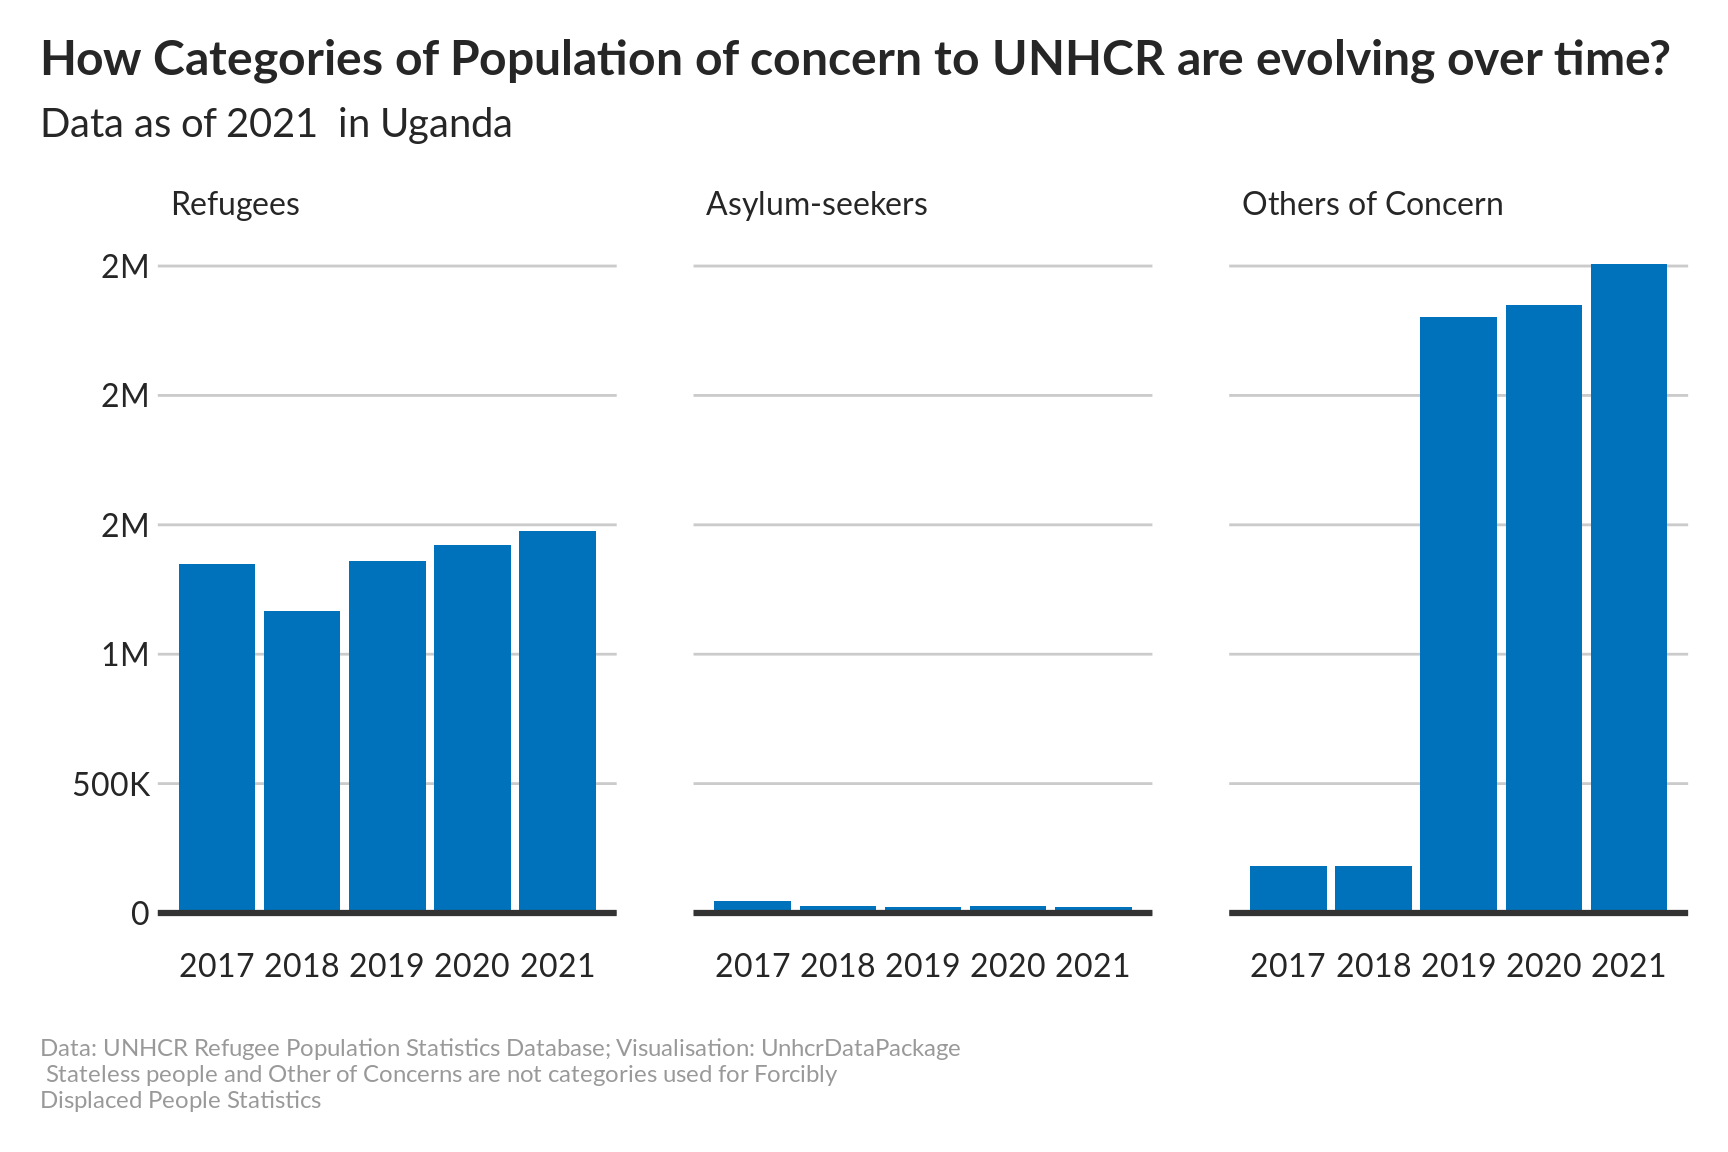 How Categories of Population of concern to UNHCR are evolving over time?
Data as of 2021  in Uganda
Refugees
Asylum-seekers
Others of Concern
2M
2M
2M
1M
500K
0
2017 2018 2019 2020 2021
2017 2018 2019 2020 2021
2017 2018 2019 2020 2021
Data: UNHCR Refugee Population Statistics Database; Visualisation: UnhcrDataPackage
Stateless people and Other of Concerns are not categories used for Forcibly
Displaced People Statistics